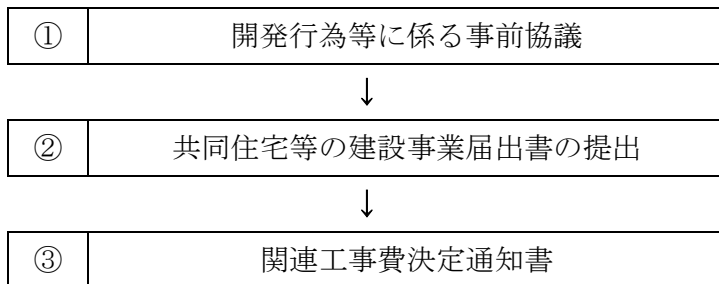 ① 開発行為等に係る事前協議
↓
② 共同住宅等の建設事業届出書の提出
↓
③ 関連工事費決定通知書